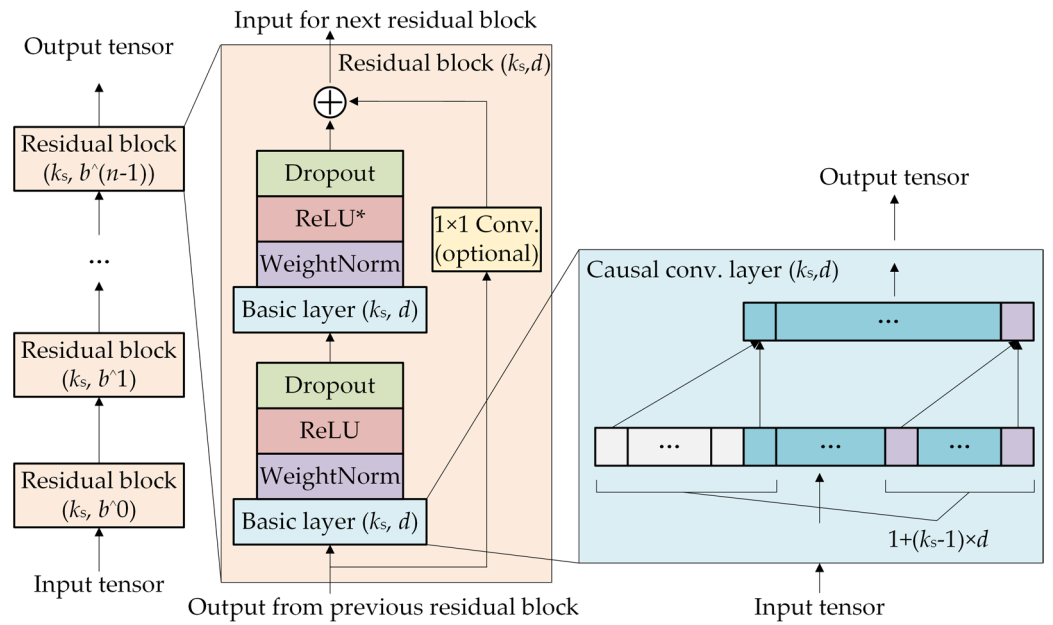 Output tensor
Residual block
(ks, b^(n-1))
...
Residual block
(ks, b^1)
Residual block
(ks, b^0)
Input tensor
Input for next residual block
Residual block (ks,d)
Dropout
ReLU*
WeightNorm
Basic layer (ks, d)
1×1 Conv.
(optional)
Dropout
ReLU
WeightNorm
Basic layer (ks, d)
Output from previous residual block
Output tensor
Causal conv. layer (ks,d)
...
... ... ...
1+(ks-1)×d
Input tensor